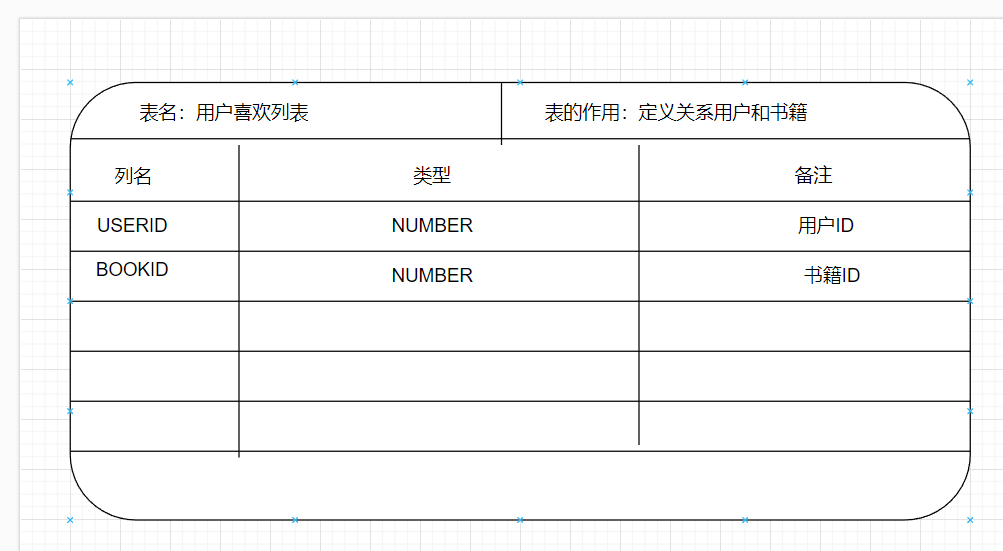 表名：用户喜欢列表
表的作用：定义关系用户和书籍
列名
类型
备注
USERID
NUMBER
用户ID
BOOKID
NUMBER
书籍ID